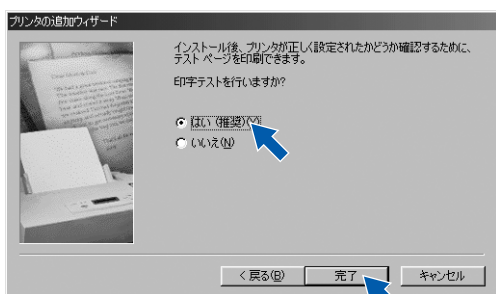 プリンタの追加ウィザード
インストール後、プリンタが正しく設定されたかどうか確認するために、
テスト ページを印刷できます。
印字テストを行いますか?
はい (推奨)(Y)
いいえ(N)
< 戻る(B)
完了
キャンセル